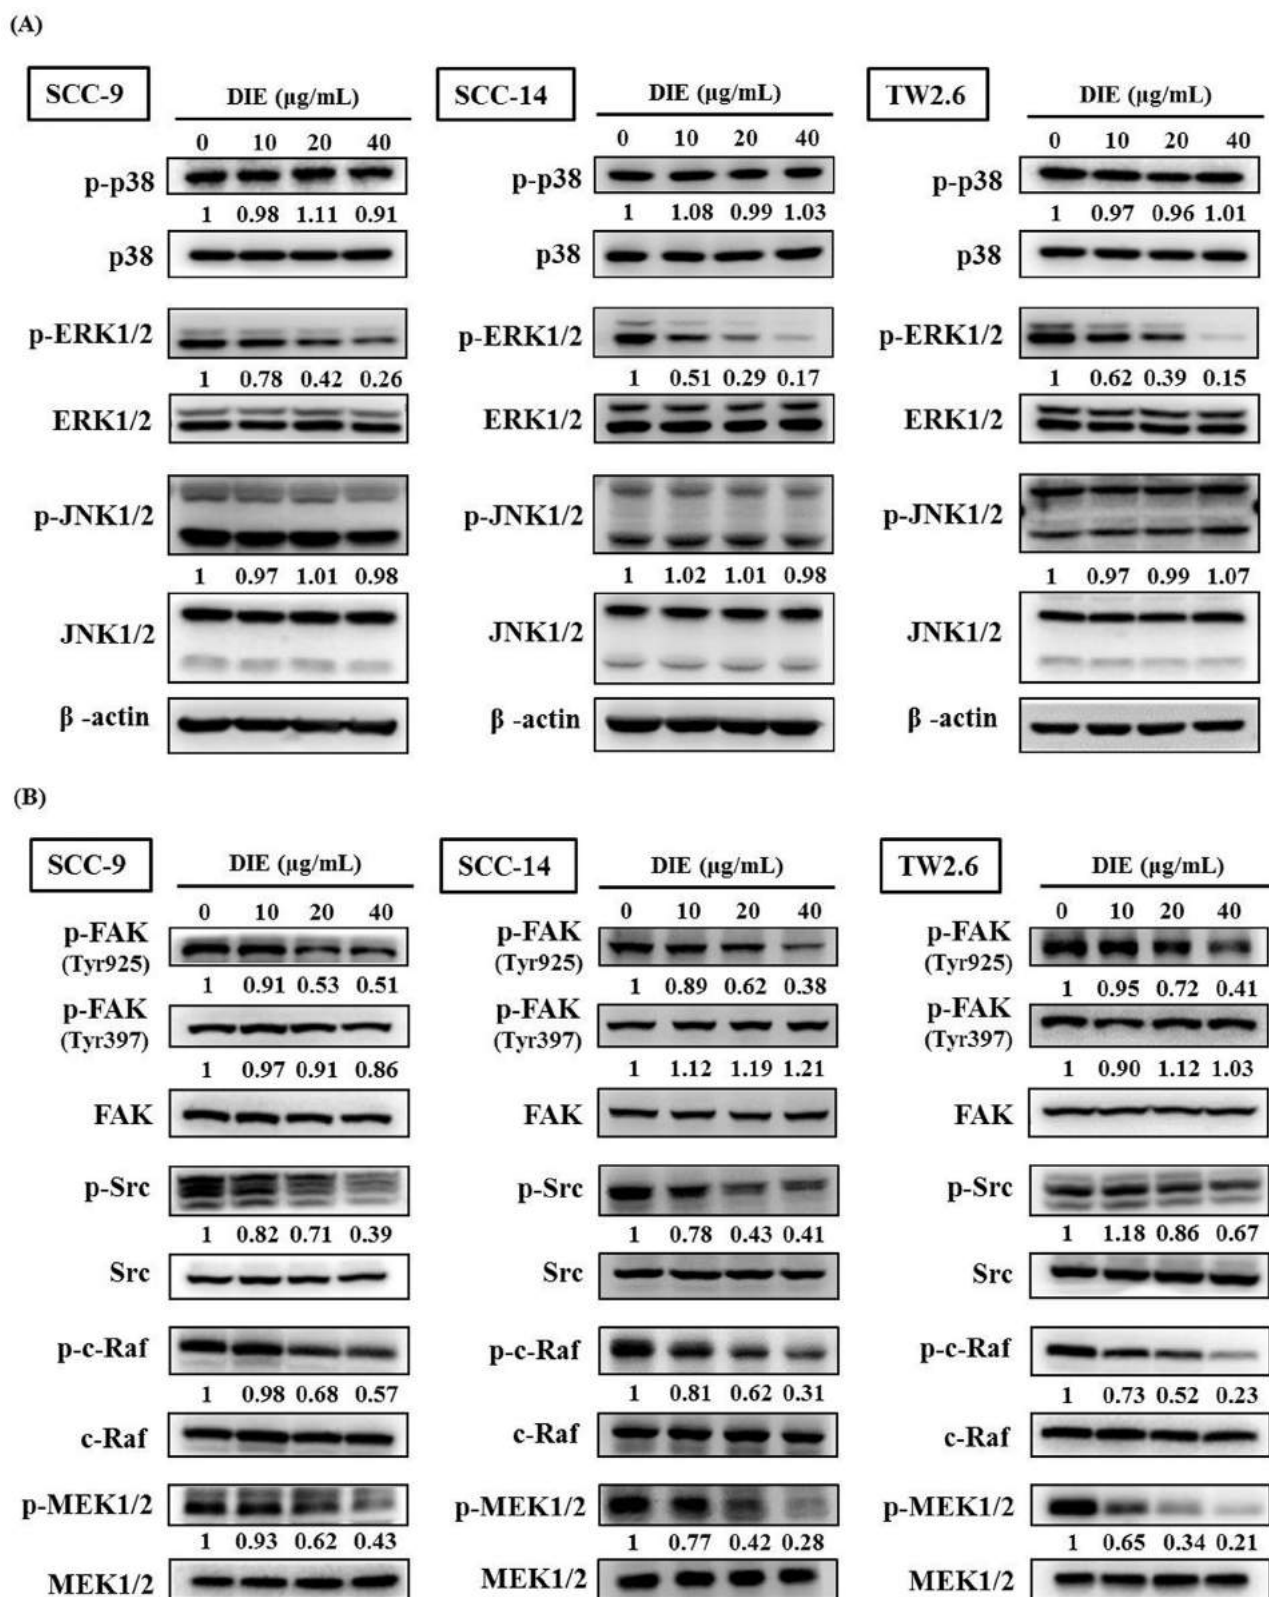 (A)
SCC-9 DIE (μg/mL) SCC-14 DIE (μg/mL) TW2.6 DIE (μg/mL)
0 10 20 40 0 10 20 40 0 10 20 40
p-p38 p-p38 p-p38
1 0.98 1.11 0.91 1 1.08 0.99 1.03 1 0.97 0.96 1.01
p38 p38 p38
p-ERK1/2 p-ERK1/2 p-ERK1/2
1 0.78 0.42 0.26 1 0.51 0.29 0.17 1 0.62 0.39 0.15
ERK1/2 ERK1/2 ERK1/2
p-JNK1/2 p-JNK1/2 p-JNK1/2
1 0.97 1.01 0.98 1 1.02 1.01 0.98 1 0.97 0.99 1.07
JNK1/2 JNK1/2 JNK1/2
β -actin β -actin β -actin
(B)
SCC-9 DIE (μg/mL) SCC-14 DIE (μg/mL) TW2.6 DIE (μg/mL)
0 10 20 40 0 10 20 40 0 10 20 40
p-FAK p-FAK p-FAK
(Tyr925) (Tyr925) (Tyr925)
1 0.91 0.53 0.51 1 0.89 0.62 0.38 1 0.95 0.72 0.41
p-FAK p-FAK p-FAK
(Tyr397) (Tyr397) (Tyr397)
1 0.97 0.91 0.86 1 1.12 1.19 1.21 1 0.90 1.12 1.03
FAK FAK FAK
p-Src p-Src p-Src
1 0.82 0.71 0.39 1 0.78 0.43 0.41 1 1.18 0.86 0.67
Src Src Src
p-c-Raf p-c-Raf p-c-Raf
1 0.98 0.68 0.57 1 0.81 0.62 0.31 1 0.73 0.52 0.23
c-Raf c-Raf c-Raf
p-MEK1/2 p-MEK1/2 p-MEK1/2
1 0.93 0.62 0.43 1 0.77 0.42 0.28 1 0.65 0.34 0.21
MEK1/2 MEK1/2 MEK1/2